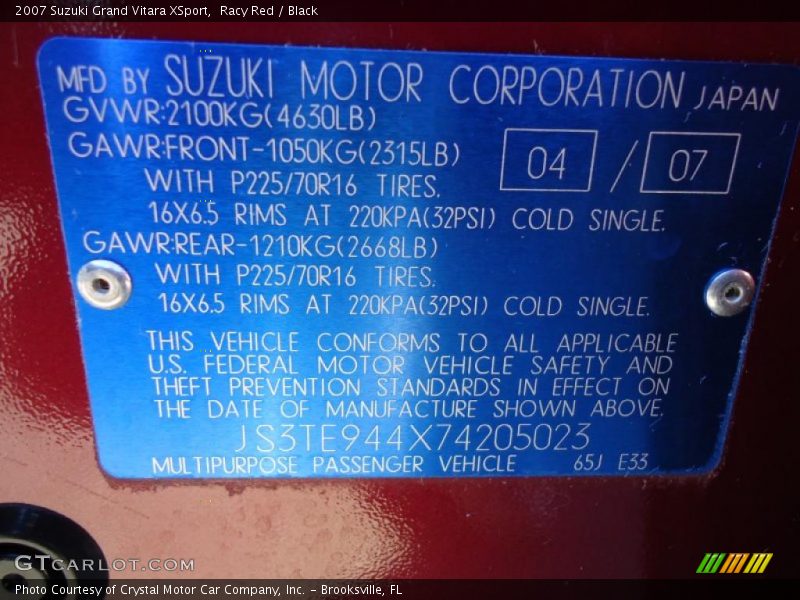 2007 Suzuki Grand Vitara XSport,  Racy Red / Black
MFD BY SUZUKI MOTOR CORPORATION JAPAN
GVWR:2100KG(4630LB)
GAWR:FRONT-1050KG(2315LB)
04 / 07
WITH P225/70R16 TIRES,
16X6.5 RIMS AT 220KPA(32PSI) COLD SINGLE.
GAWR:REAR-1210KG(2668LB)
WITH P225/70R16 TIRES,
16X6.5 RIMS AT 220KPA(32PSI) COLD SINGLE.
THIS VEHICLE CONFORMS TO ALL APPLICABLE
U.S. FEDERAL MOTOR VEHICLE SAFETY AND
THEFT PREVENTION STANDARDS IN EFFECT ON
THE DATE OF MANUFACTURE SHOWN ABOVE.
JS3TE944X74205023
MULTIPURPOSE PASSENGER VEHICLE 65J E33
GTCARLOT.COM
Photo Courtesy of Crystal Motor Car Company, Inc. – Brooksville, FL